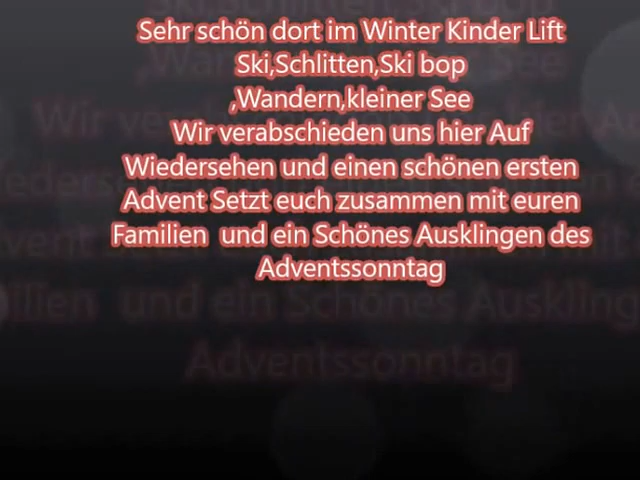 Sehr schön dort im Winter Kinder Lift
Ski,Schlitten,Ski bop
,Wandern,kleiner See
Wir verabschieden uns hier Auf
Wiedersehen und einen schönen ersten
Advent Setzt euch zusammen mit euren
Familien  und ein Schönes Ausklingen des
Adventssonntag